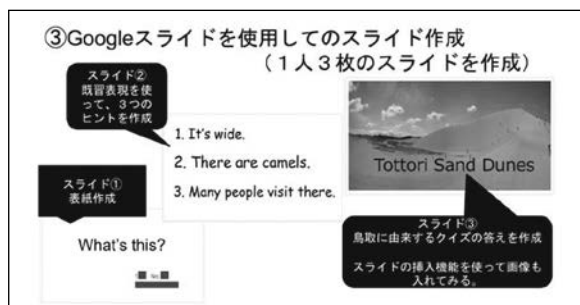 ③Googleスライドを使用してのスライド作成
（１人３枚のスライドを作成）
スライド②
既習表現を使
って、３つの
ヒントを作成
1. It's wide.
2. There are camels.
3. Many people visit there.
Tottori Sand Dunes
スライド①
表紙作成
What's this?
スライド③
鳥取に由来するクイズの答えを作成
スライドの挿入機能を使って画像も
入れてみる。